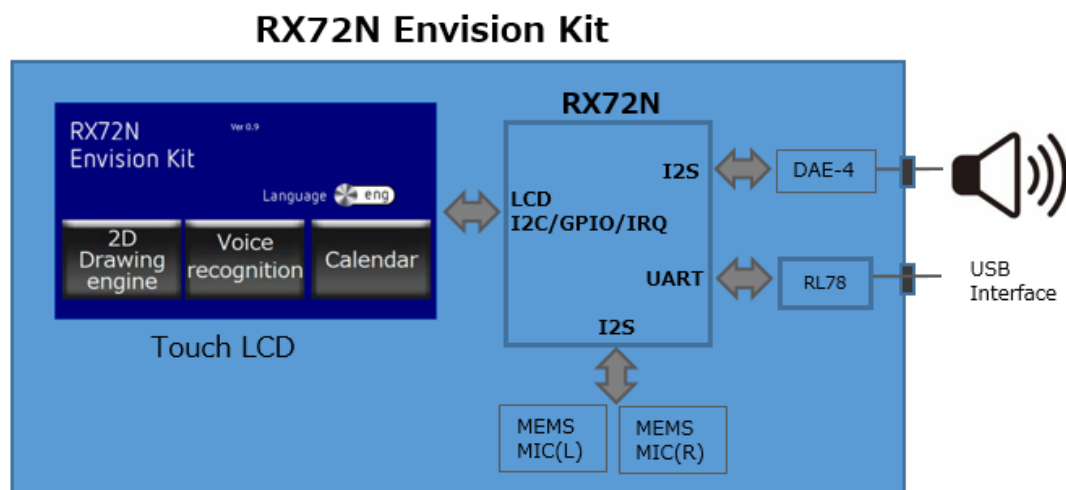 RX72N Envision Kit
RX72N
Envision Kit
Ver 0.9
Language
eng
2D
Drawing
engine
Voice
recognition
Calendar
Touch LCD
RX72N
LCD
I2C/GPIO/IRQ
I2S
UART
I2S
DAE-4
RL78
USB
Interface
MEMS
MIC(L)
MEMS
MIC(R)